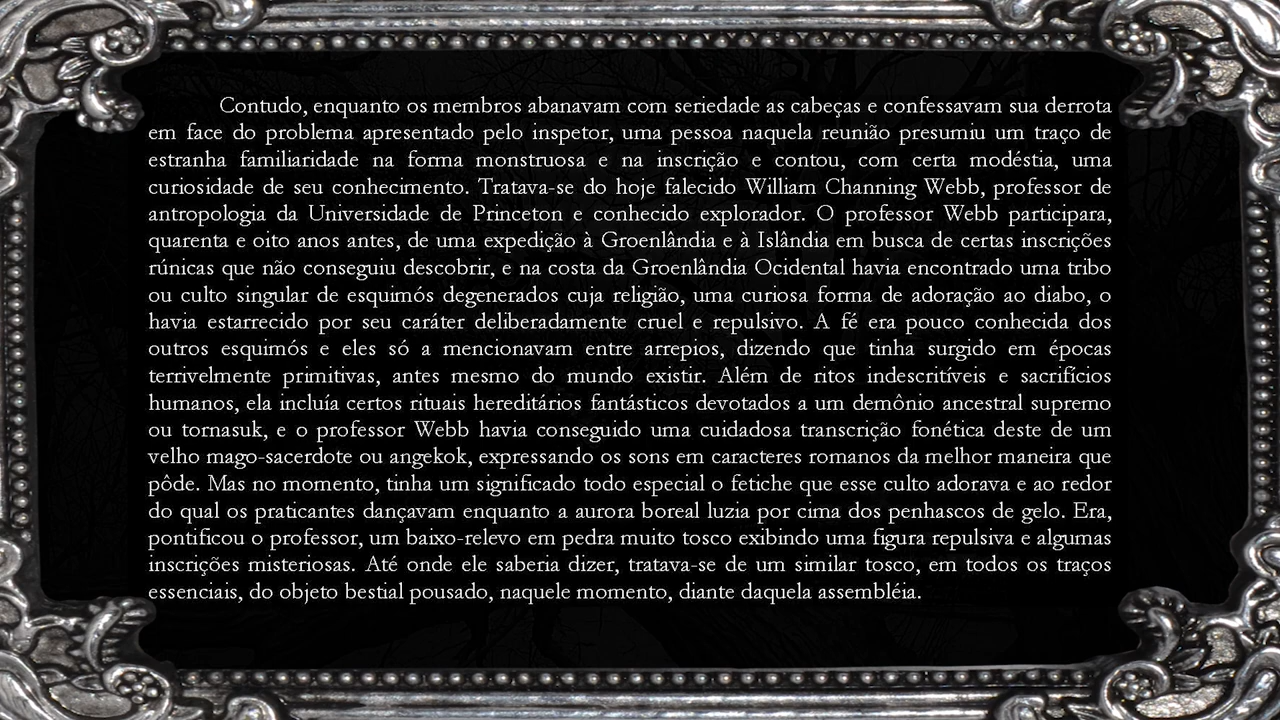 Contudo, enquanto os membros abanavam com seriedade as cabeças e confessavam sua derrota
em face do problema apresentado pelo inspetor, uma pessoa naquela reunião presumiu um traço de
estranha familiaridade na forma monstruosa e na inscrição e contou, com certa modéstia, uma
curiosidade de seu conhecimento. Tratava-se do hoje falecido William Channing Webb, professor de
antropologia da Universidade de Princeton e conhecido explorador. O professor Webb participara,
quarenta e oito anos antes, de uma expedição à Groenlândia e à Islândia em busca de certas inscrições
rúnicas que não conseguiu descobrir, e na costa da Groenlândia Ocidental havia encontrado uma tribo
ou culto singular de esquimós degenerados cuja religião, uma curiosa forma de adoração ao diabo, o
havia estarrecido por seu caráter deliberadamente cruel e repulsivo. A fé era pouco conhecida dos
outros esquimós e eles só a mencionavam entre arrepios, dizendo que tinha surgido em épocas
terrivelmente primitivas, antes mesmo do mundo existir. Além de ritos indescritíveis e sacrifícios
humanos, ela incluía certos rituais hereditários fantásticos devotados a um demônio ancestral supremo
ou tornasuk, e o professor Webb havia conseguido uma cuidadosa transcrição fonética deste de um
velho mago-sacerdote ou angekok, expressando os sons em caracteres romanos da melhor maneira que
pôde. Mas no momento, tinha um significado todo especial o fetiche que esse culto adorava e ao redor
do qual os praticantes dançavam enquanto a aurora boreal luzia por cima dos penhascos de gelo. Era,
pontificou o professor, um baixo-relevo em pedra muito tosco exibindo uma figura repulsiva e algumas
inscrições misteriosas. Até onde ele saberia dizer, tratava-se de um similar tosco, em todos os traços
essenciais, do objeto bestial pousado, naquele momento, diante daquela assembléia.